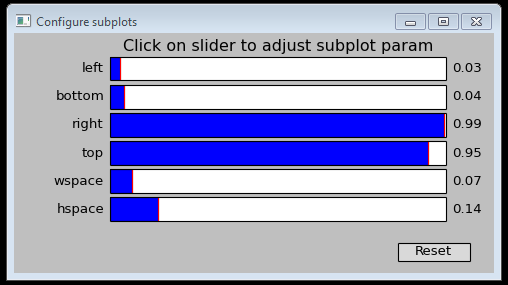 Configure subplots
Click on slider to adjust subplot param
left 0.03
bottom 0.04
right 0.99
top 0.95
wspace 0.07
hspace 0.14
Reset